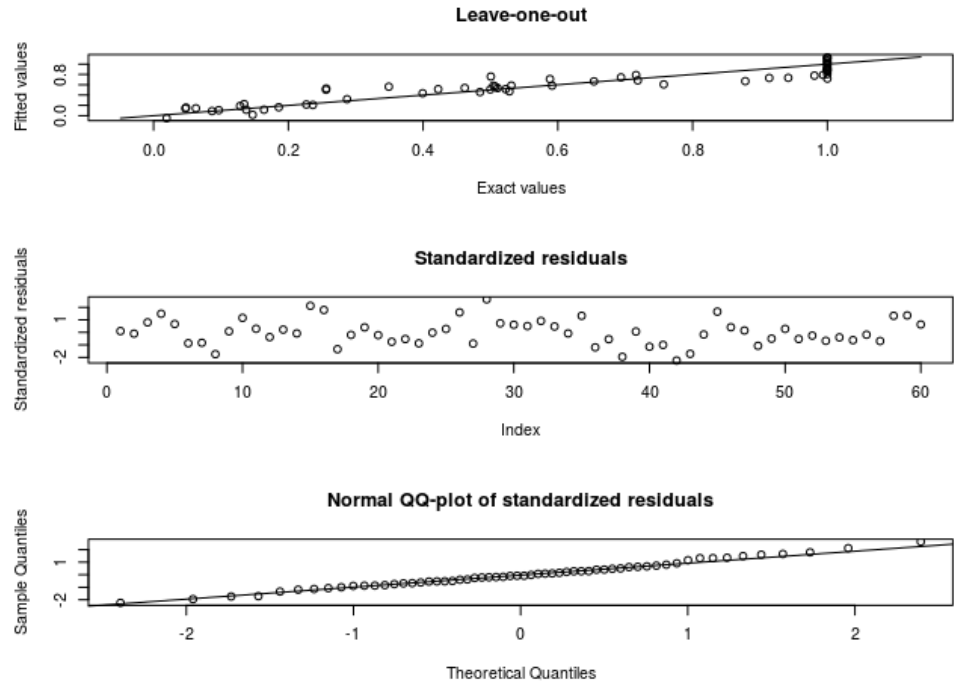 Leave-one-out
Fitted values
0.0 0.8
0.0 0.2 0.4 0.6 0.8 1.0
Exact values
Standardized residuals
Standardized residuals
-2 1
0 10 20 30 40 50 60
Index
Normal QQ-plot of standardized residuals
Sample Quantiles
-2 1
-2 -1 0 1 2
Theoretical Quantiles